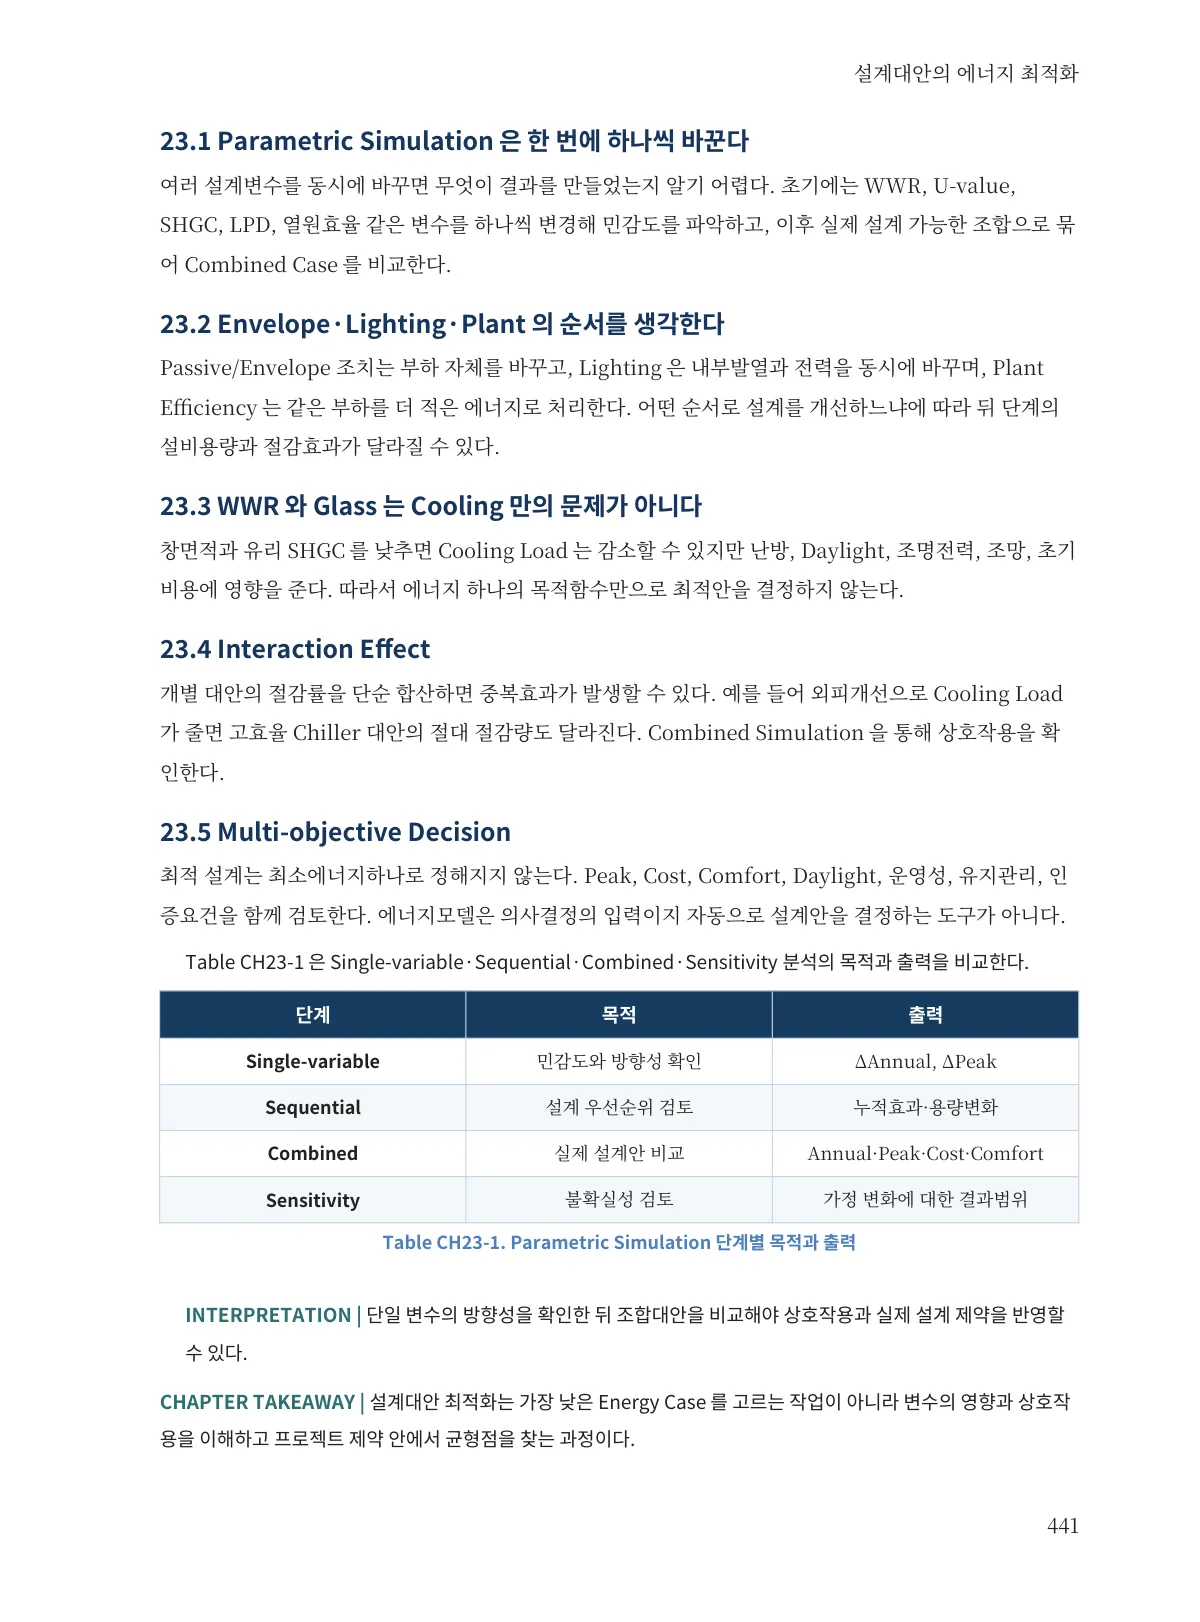 설계대안의 에너지 최적화
23.1 Parametric Simulation 은 한 번에 하나씩 바꾼다
여러 설계변수를 동시에 바꾸면 무엇이 결과를 만들었는지 알기 어렵다. 초기에는 WWR, U-value,
SHGC, LPD, 열원효율 같은 변수를 하나씩 변경해 민감도를 파악하고, 이후 실제 설계 가능한 조합으로 묶
어 Combined Case 를 비교한다.
23.2 Envelope·Lighting·Plant 의 순서를 생각한다
Passive/Envelope 조치는 부하 자체를 바꾸고, Lighting 은 내부발열과 전력을 동시에 바꾸며, Plant
Efficiency 는 같은 부하를 더 적은 에너지로 처리한다. 어떤 순서로 설계를 개선하느냐에 따라 뒤 단계의
설비용량과 절감효과가 달라질 수 있다.
23.3 WWR 와 Glass 는 Cooling 만의 문제가 아니다
창면적과 유리 SHGC 를 낮추면 Cooling Load 는 감소할 수 있지만 난방, Daylight, 조명전력, 조망, 초기
비용에 영향을 준다. 따라서 에너지 하나의 목적함수만으로 최적안을 결정하지 않는다.
23.4 Interaction Effect
개별 대안의 절감률을 단순 합산하면 중복효과가 발생할 수 있다. 예를 들어 외피개선으로 Cooling Load
가 줄면 고효율 Chiller 대안의 절대 절감량도 달라진다. Combined Simulation 을 통해 상호작용을 확
인한다.
23.5 Multi-objective Decision
최적 설계는 최소에너지하나로 정해지지 않는다. Peak, Cost, Comfort, Daylight, 운영성, 유지관리, 인
증요건을 함께 검토한다. 에너지모델은 의사결정의 입력이지 자동으로 설계안을 결정하는 도구가 아니다.
Table CH23-1 은 Single-variable·Sequential·Combined·Sensitivity 분석의 목적과 출력을 비교한다.
단계 목적 출력
Single-variable 민감도와 방향성 확인 ΔAnnual, ΔPeak
Sequential 설계 우선순위 검토 누적효과·용량변화
Combined 실제 설계안 비교 Annual·Peak·Cost·Comfort
Sensitivity 불확실성 검토 가정 변화에 대한 결과범위
Table CH23-1. Parametric Simulation 단계별 목적과 출력
INTERPRETATION | 단일 변수의 방향성을 확인한 뒤 조합대안을 비교해야 상호작용과 실제 설계 제약을 반영할
수 있다.
CHAPTER TAKEAWAY | 설계대안 최적화는 가장 낮은 Energy Case 를 고르는 작업이 아니라 변수의 영향과 상호작
용을 이해하고 프로젝트 제약 안에서 균형점을 찾는 과정이다.
441